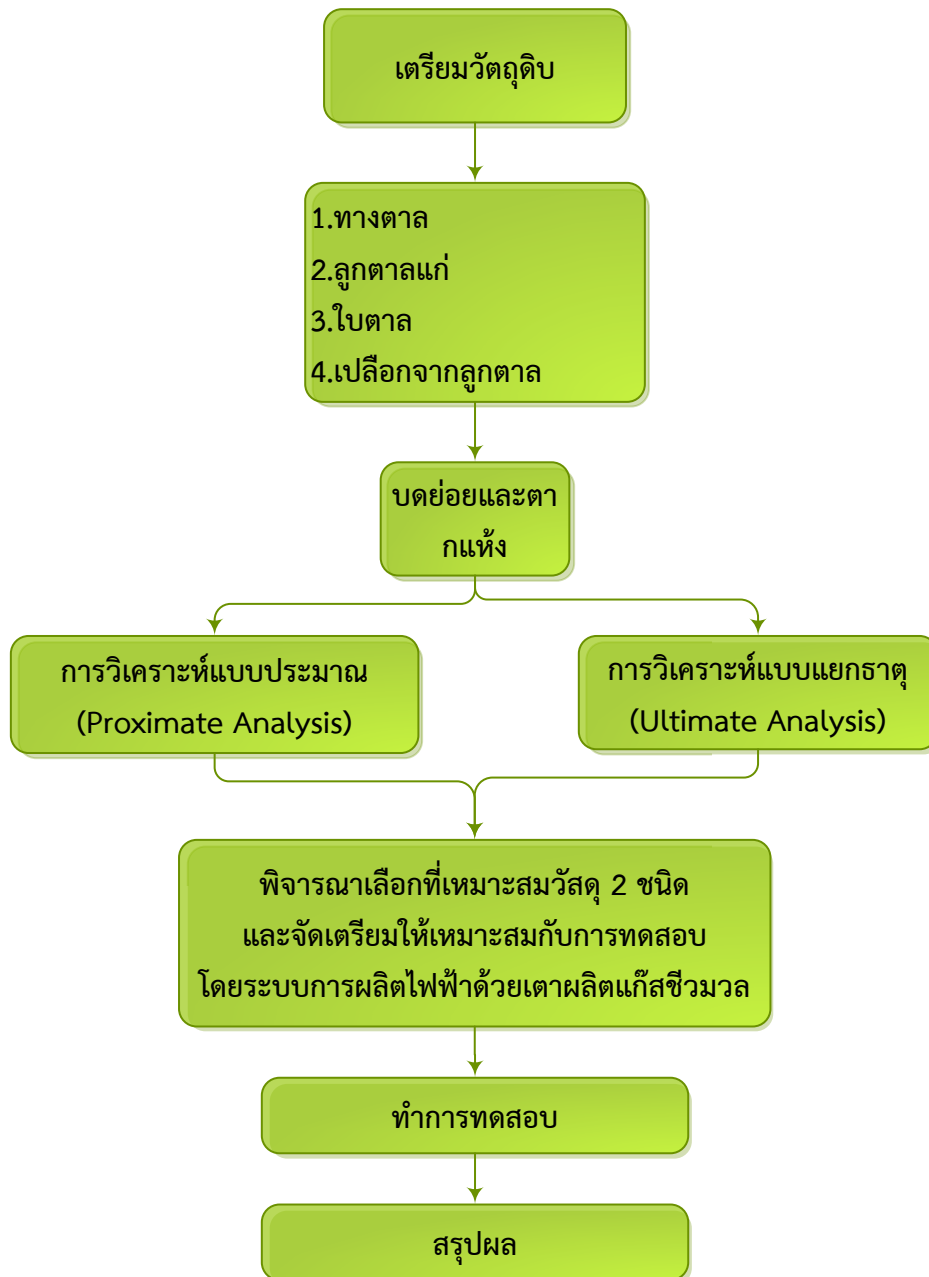 เตรียมวัตถุดิบ
1.ทางตาล
2.ลูกตาลแก่
3.ใบตาล
4.เปลือกจากลูกตาล
บดย่อยและตา
กแห้ง
การวิเคราะห์แบบประมาณ
(Proximate Analysis)
การวิเคราะห์แบบแยกธาตุ
(Ultimate Analysis)
พิจารณาเลือกที่เหมาะสมวัสดุ 2 ชนิด
และจัดเตรียมให้เหมาะสมกับการทดสอบ
โดยระบบการผลิตไฟฟ้าด้วยเตาผลิตแก๊สชีวมวล
ทำการทดสอบ
สรุปผล